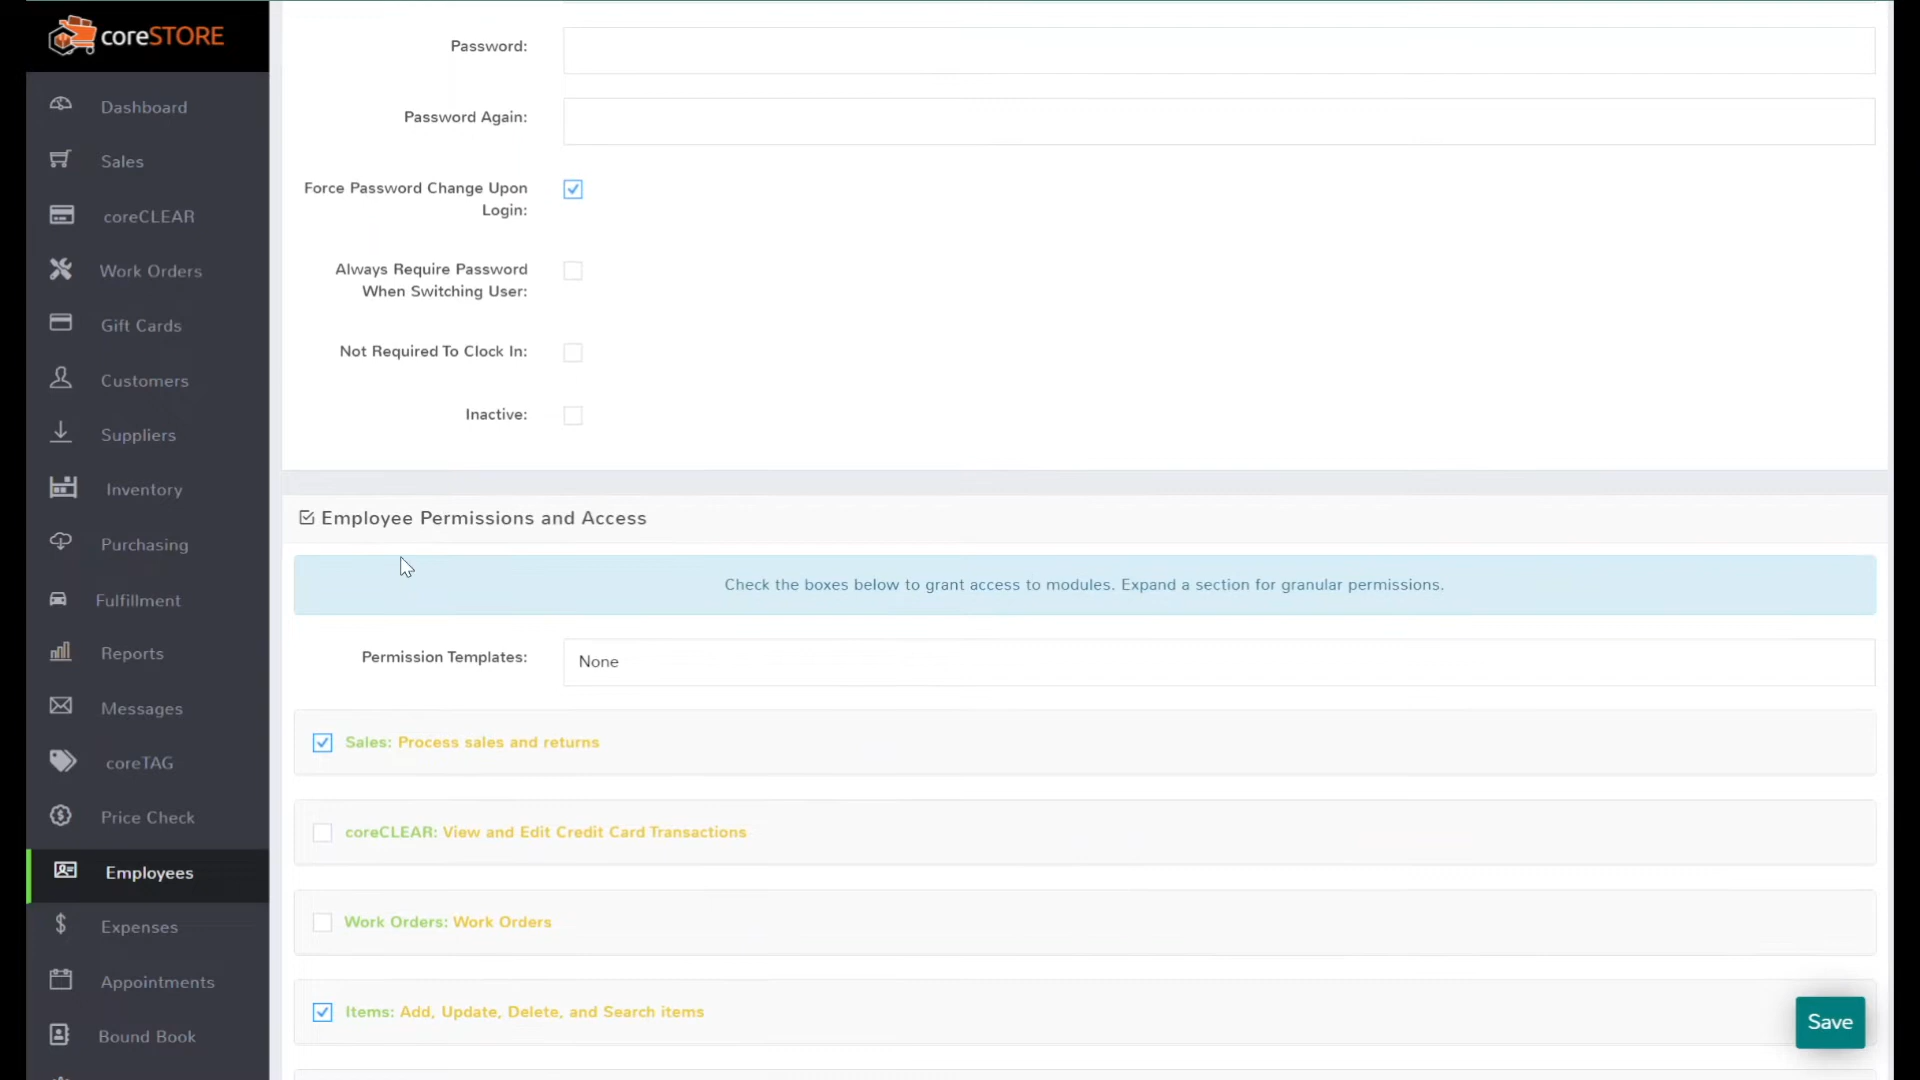 coreSTORE
Dashboard
Sales
coreCLEAR
Work Orders
Gift Cards
Customers
Suppliers
Inventory
Purchasing
Fulfillment
Reports
Messages
coreTAG
Price Check
Employees
Expenses
Appointments
Bound Book
Password:
Password Again:
Force Password Change Upon
Login:
Always Require Password
When Switching User:
Not Required To Clock In:
Inactive:
Employee Permissions and Access
Check the boxes below to grant access to modules. Expand a section for granular permissions.
Permission Templates:
None
Sales: Process sales and returns
coreCLEAR: View and Edit Credit Card Transactions
Work Orders: Work Orders
Items: Add, Update, Delete, and Search items
Save